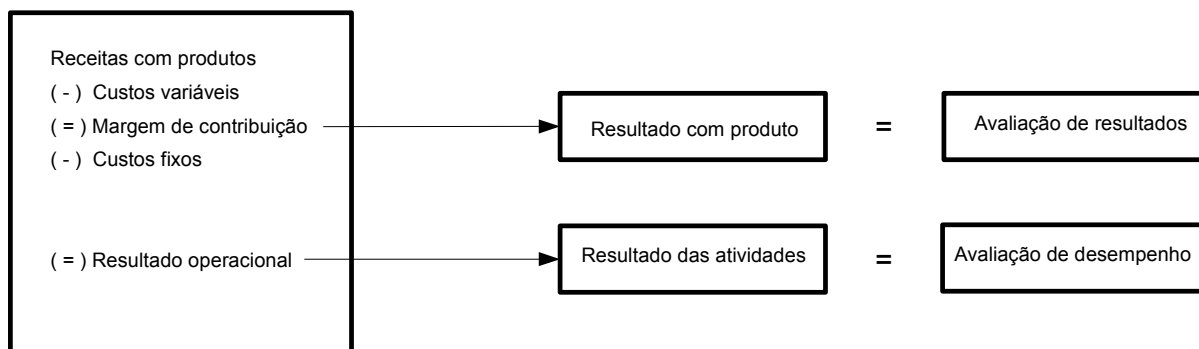 Receitas com produtos
( - ) Custos variáveis
( = ) Margem de contribuição
( - ) Custos fixos
( = ) Resultado operacional
Resultado com produto
=
Avaliação de resultados
Resultado das atividades
=
Avaliação de desempenho